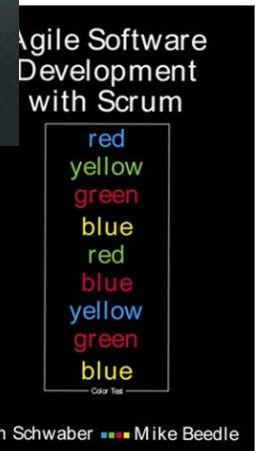 Agile Software
Development
with Scrum
red
yellow
green
blue
red
blue
yellow
green
blue
Color Test
Schwaber Mike Beedle